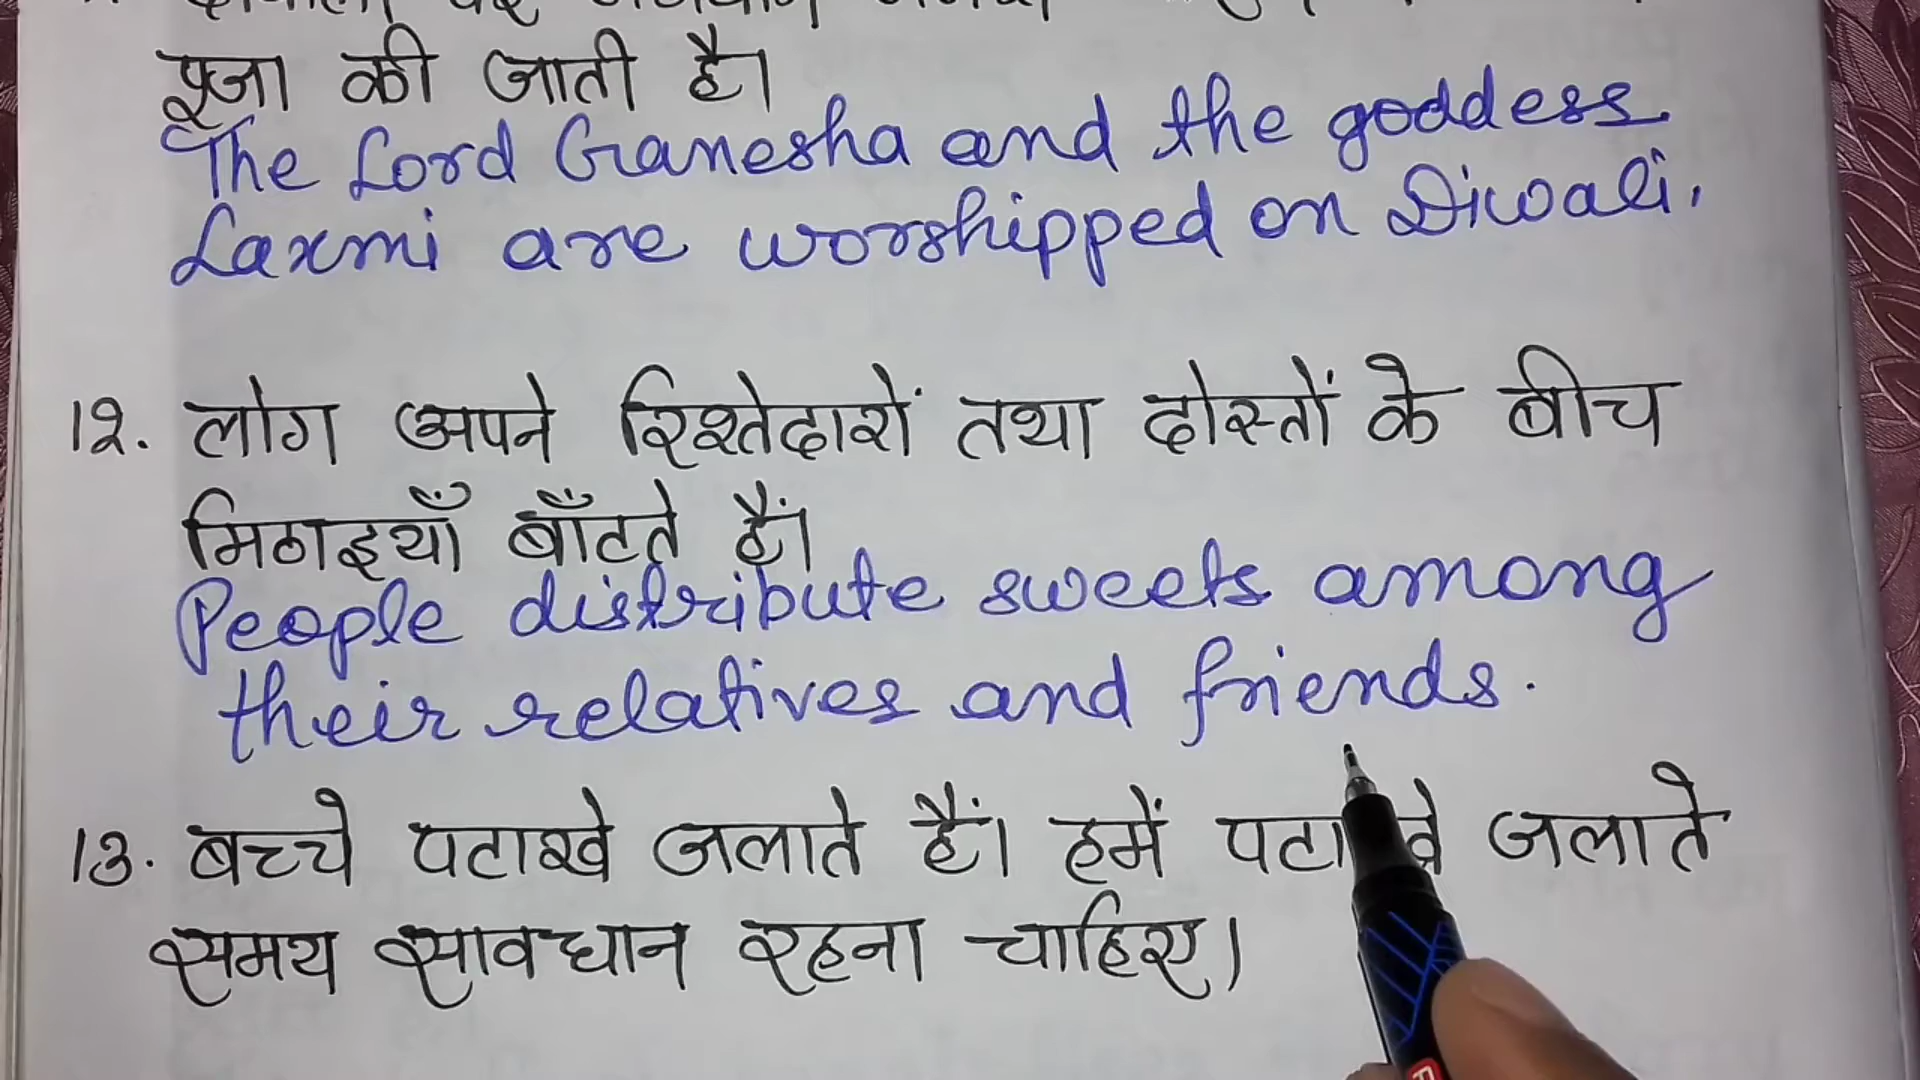 पूजा की जाती है।
The Lord Ganesha and the goddess
Laxmi are worshipped on Diwali.
12. लोग अपने रिश्तेदारों तथा दोस्तों के बीच
मिठाइयाँ बाँटते हैं।
People distribute sweets among
their relatives and friends.
13. बच्चे पटाखे जलाते हैं। हमें पटाखे जलाते
समय सावधान रहना चाहिए।